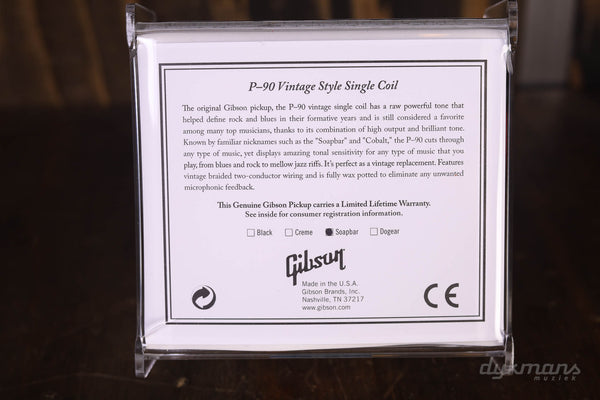 P–90 Vintage Style Single Coil
The original Gibson pickup, the P–90 vintage single coil has a raw powerful tone that
helped define rock and blues in their formative years and is still considered a favorite
among many top musicians, thanks to its combination of high output and brilliant tone.
Known by familiar nicknames such as the "Soapbar" and "Cobalt," the P–90 cuts through
any type of music, yet displays amazing tonal sensitivity for any type of music that you
play, from blues and rock to mellow jazz riffs. It's perfect as a vintage replacement. Features
vintage braided two-conductor wiring and is fully wax potted to eliminate any unwanted
microphonic feedback.
This Genuine Gibson Pickup carries a Limited Lifetime Warranty.
See inside for consumer registration information.
Black Creme Soapbar Dogear
Gibson
Made in the U.S.A.
Gibson Brands, Inc.
Nashville, TN 37217
www.gibson.com
CE
dijkmans
muziek